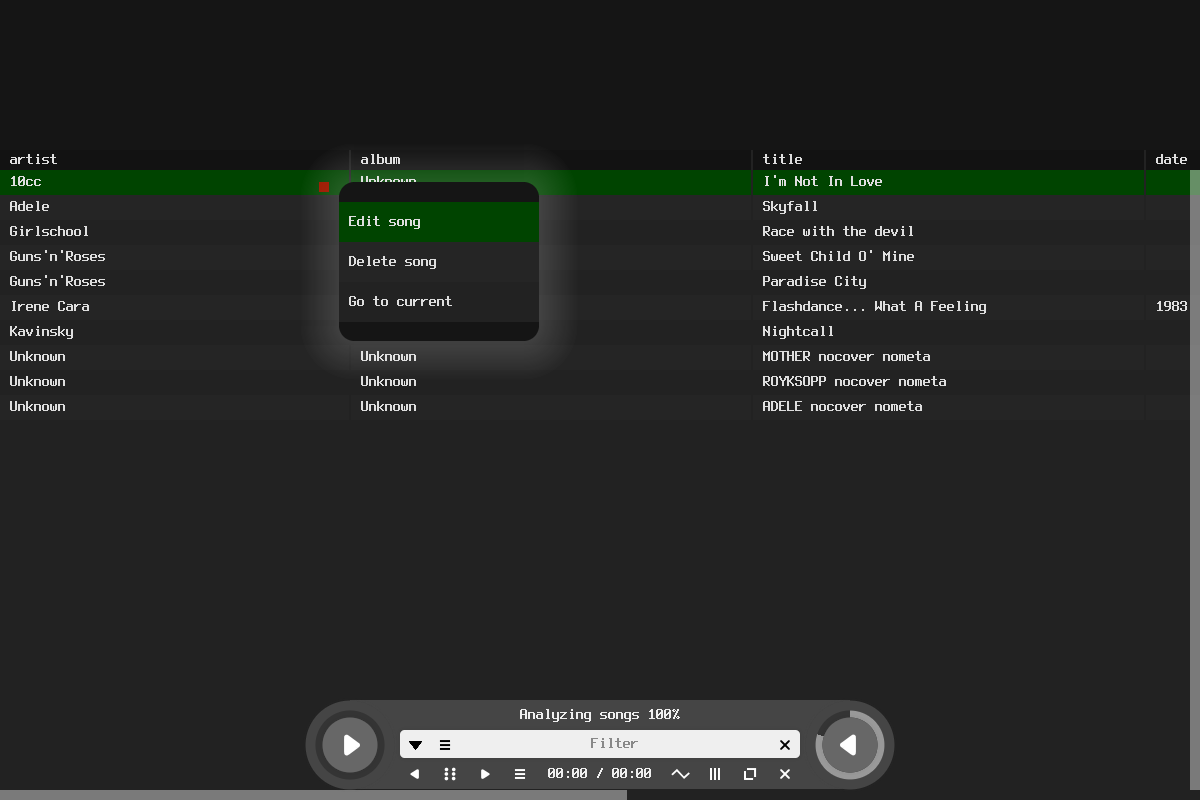 artist album title date
10cc Unknown I'm Not In Love
Adele Skyfall
Edit song
Girlschool Race with the devil
Guns'n'Roses Sweet Child O' Mine
Delete song
Guns'n'Roses Paradise City
Go to current
Irene Cara Flashdance... What A Feeling 1983
Kavinsky Nightcall
Unknown Unknown MOTHER nocover nometa
Unknown Unknown ROYKSOPP nocover nometa
Unknown Unknown ADELE nocover nometa
Analyzing songs 100%
Filter
00:00 / 00:00